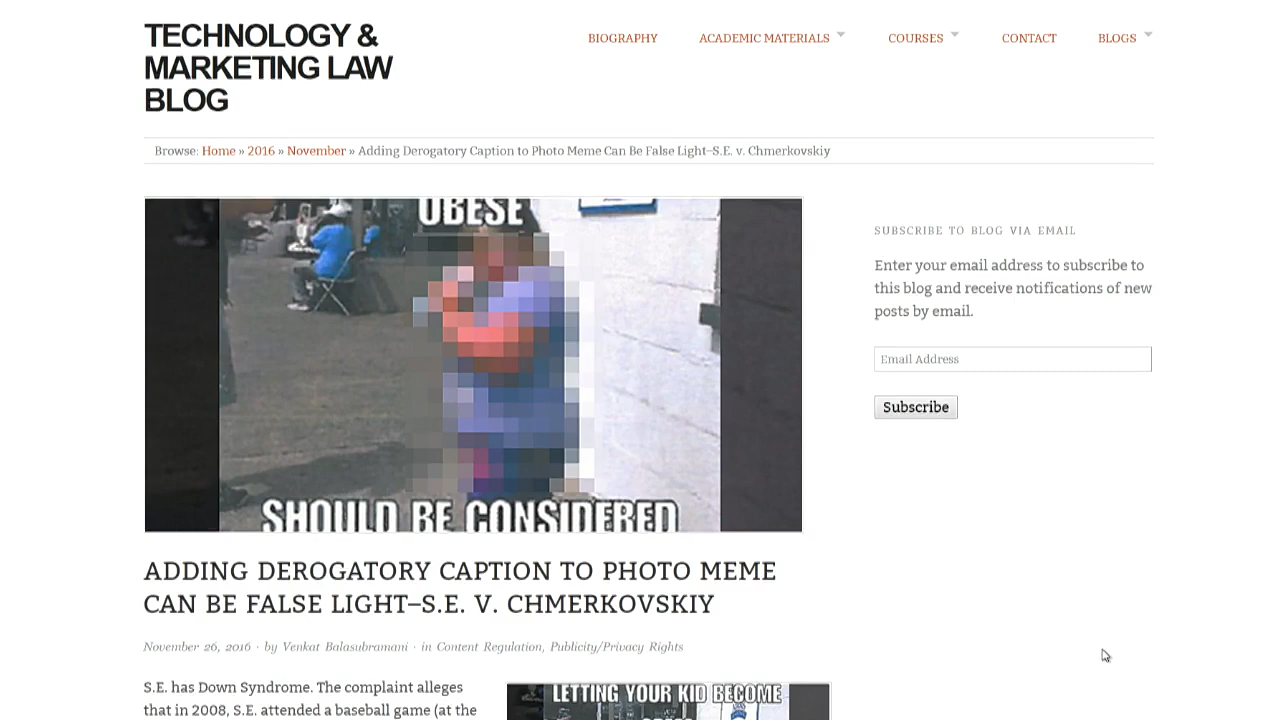 TECHNOLOGY &
MARKETING LAW
BLOG
BIOGRAPHY ACADEMIC MATERIALS COURSES CONTACT BLOGS
Browse: Home » 2016 » November » Adding Derogatory Caption to Photo Meme Can Be False Light–S.E. v. Chmerkovskiy
OBESE
SHOULD BE CONSIDERED
SUBSCRIBE TO BLOG VIA EMAIL
Enter your email address to subscribe to
this blog and receive notifications of new
posts by email.
Email Address
Subscribe
ADDING DEROGATORY CAPTION TO PHOTO MEME
CAN BE FALSE LIGHT–S.E. V. CHMERKOVSKIY
November 26, 2016 · by Venkat Balasubramani · in Content Regulation, Publicity/Privacy Rights
S.E. has Down Syndrome. The complaint alleges
that in 2008, S.E. attended a baseball game (at the
LETTING YOUR KID BECOME